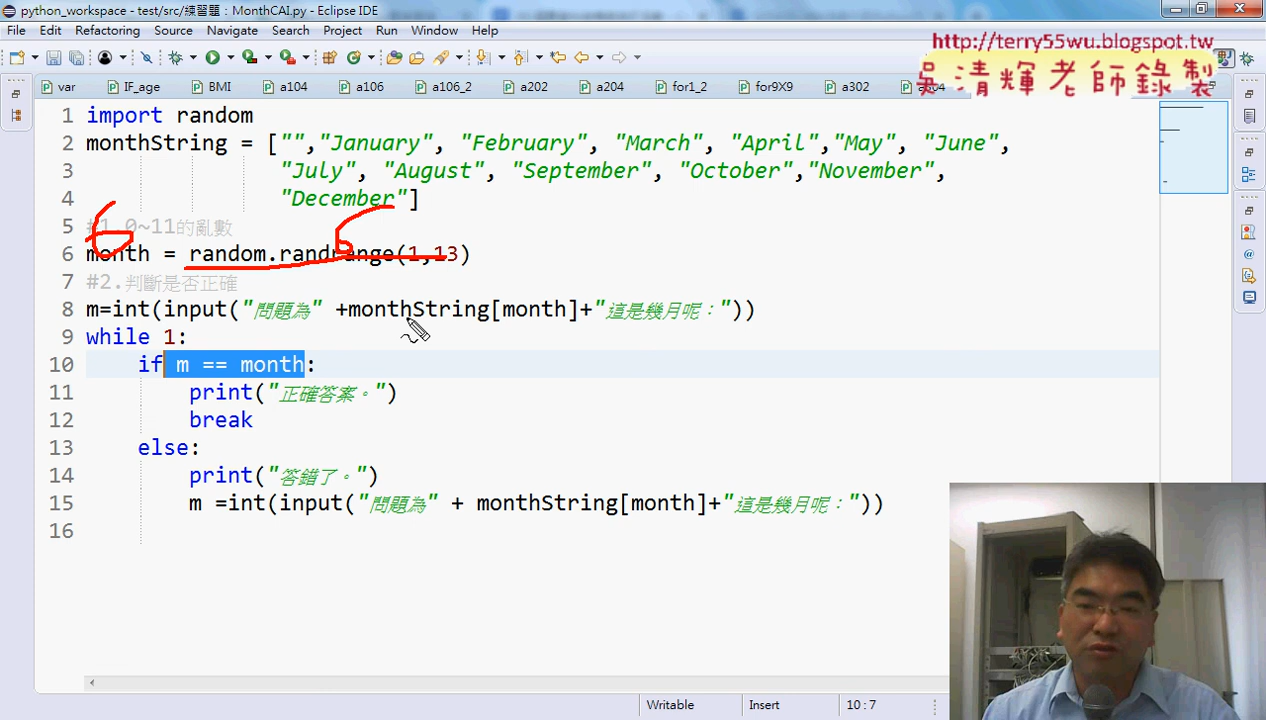 python_workspace - test/src/練習題：MonthCAI.py - Eclipse IDE
File Edit Refactoring Source Navigate Search Project Run Window Help
http://terry55wu.blogspot.tw
吳清輝老師錄製
var IF_age BMI a104 a106 a106_2 a202 a204 for1_2 for9X9 a302
1 import random
2 monthString = ["","January", "February", "March", "April","May", "June",
3 "July", "August", "September", "October","November",
4 "December"]
5 #1.0~11的亂數
6 month = random.randrange(1,13)
7 #2.判斷是否正確
8 m=int(input("問題為" +monthString[month]+"這是幾月呢："))
9 while 1:
10 if m == month:
11 print("正確答案。")
12 break
13 else:
14 print("答錯了。")
15 m =int(input("問題為" + monthString[month]+"這是幾月呢："))
16
6
Writable Insert 10 : 7